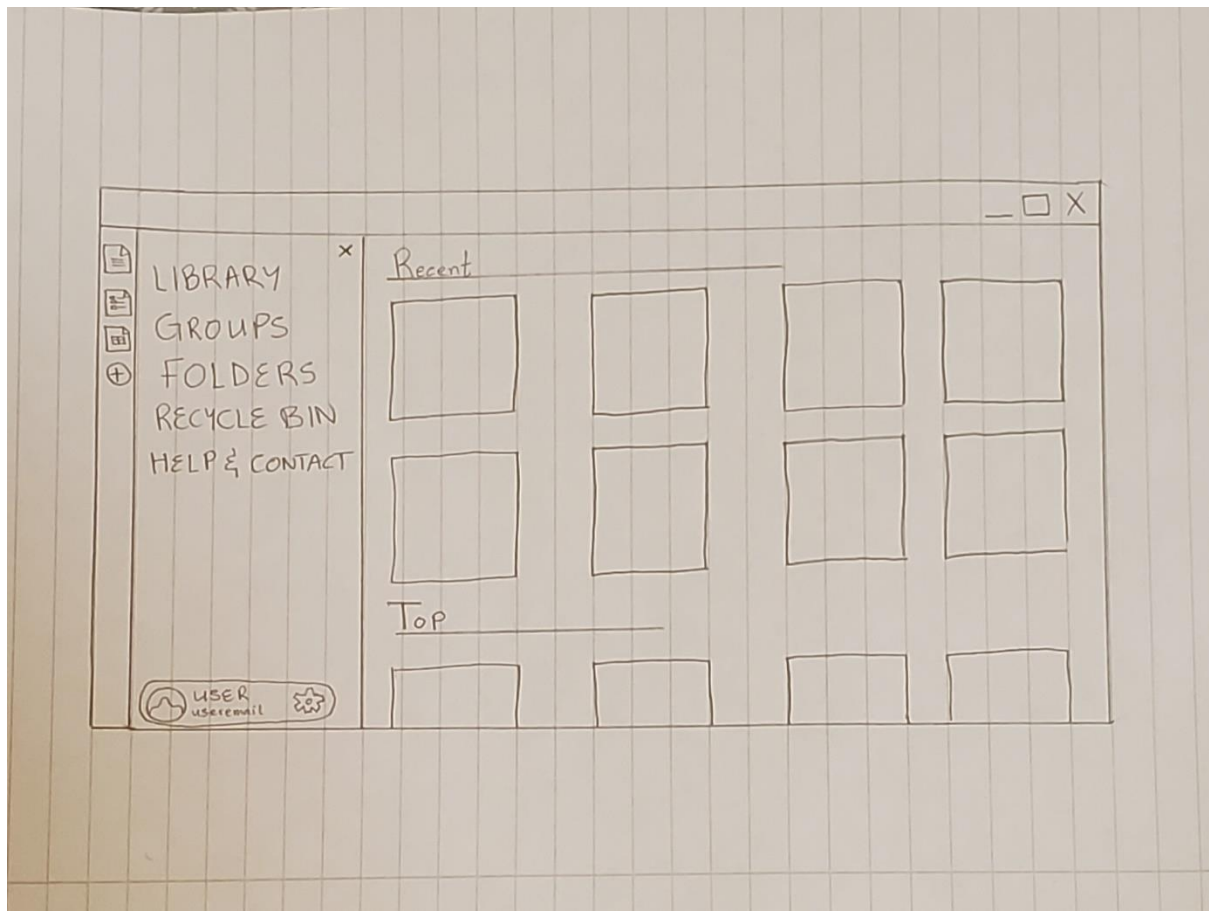 LIBRARY
GROUPS
FOLDERS
RECYCLE BIN
HELP & CONTACT
USER
useremail
Recent
Top